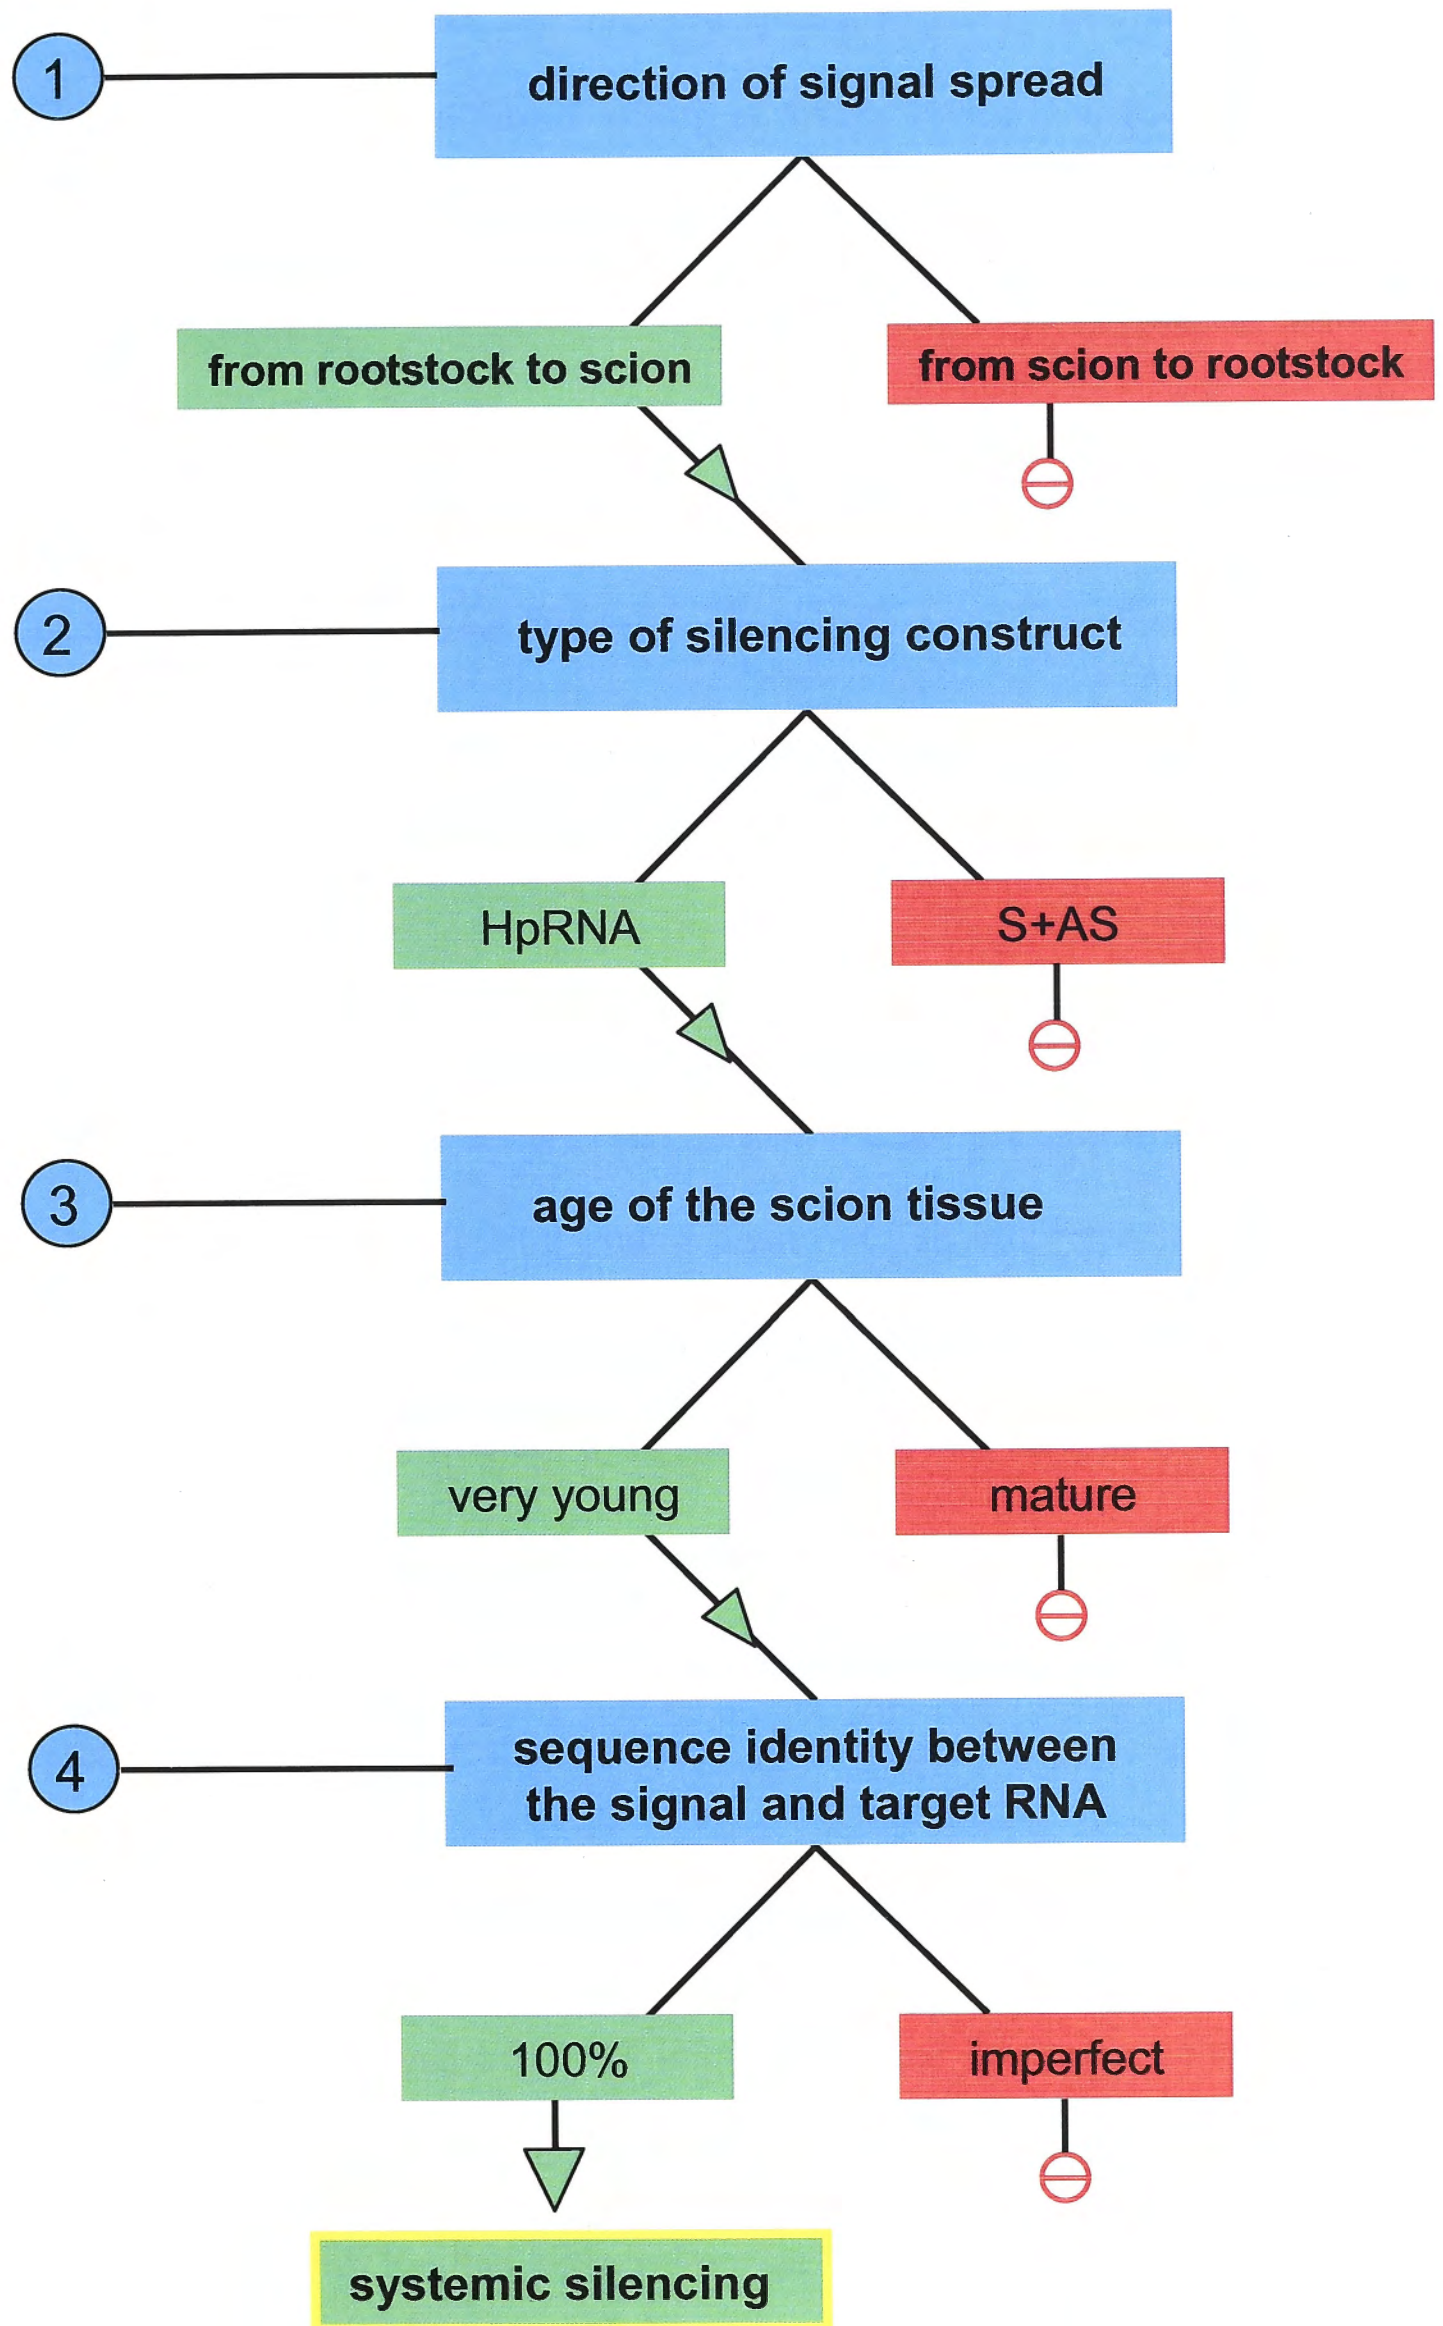 1
direction of signal spread
from rootstock to scion
from scion to rootstock
2
type of silencing construct
HpRNA
S+AS
3
age of the scion tissue
very young
mature
4
sequence identity between
the signal and target RNA
100%
imperfect
systemic silencing